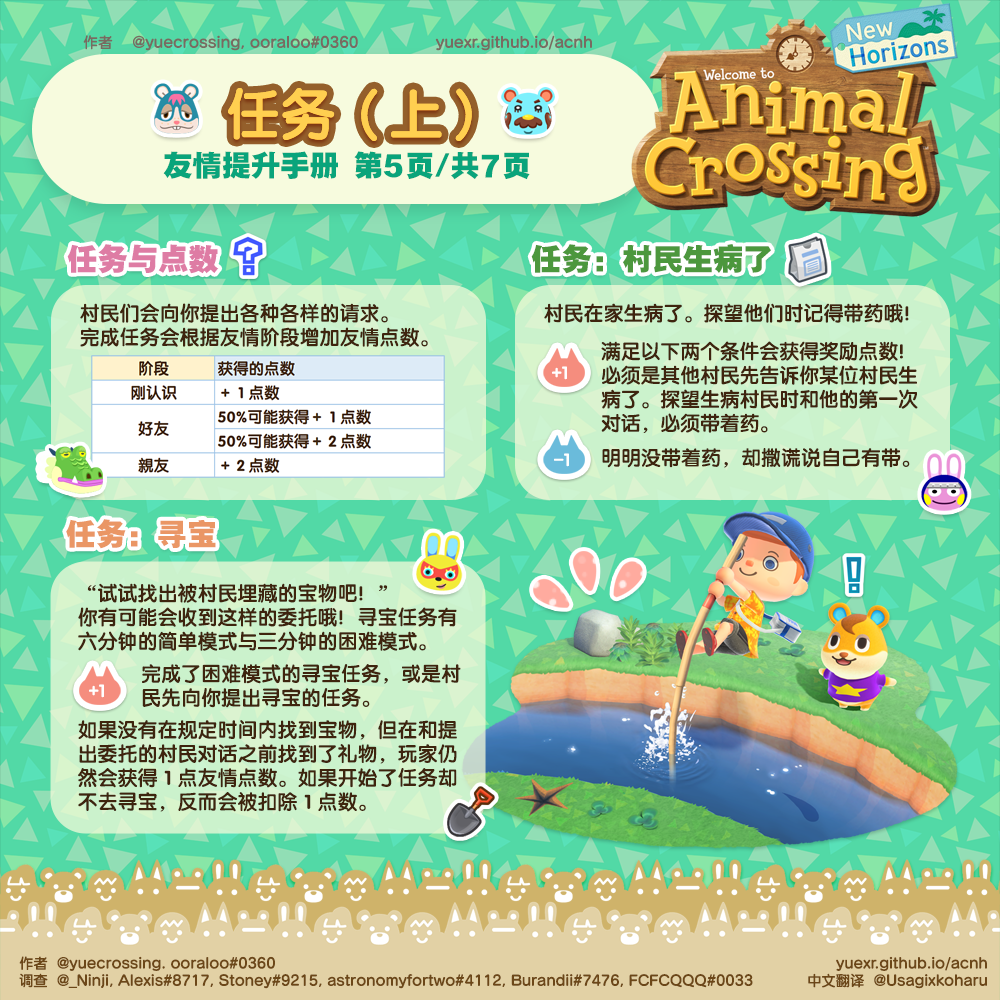 作者 @yuecrossing, ooraloo#0360 yuexr.github.io/acnh
New
Horizons
Welcome to
Animal
Crossing
任务（上）
友情提升手册 第5页/共7页
任务与点数
村民们会向你提出各种各样的请求。
完成任务会根据友情阶段增加友情点数。
阶段 获得的点数
刚认识 + 1 点数
好友 50%可能获得 + 1 点数
50%可能获得 + 2 点数
親友 + 2 点数
任务：村民生病了
村民在家生病了。探望他们时记得带药哦!
+1
满足以下两个条件会获得奖励点数!
必须是其他村民先告诉你某位村民生
病了。探望生病村民时和他的第一次
对话，必须带着药。
−1
明明没带着药，却撒谎说自己有带。
任务：寻宝
“试试找出被村民埋藏的宝物吧! ”
你有可能会收到这样的委托哦! 寻宝任务有
六分钟的简单模式与三分钟的困难模式。
+1
完成了困难模式的寻宝任务，或是村
民先向你提出寻宝的任务。
如果没有在规定时间内找到宝物，但在和提
出委托的村民对话之前找到了礼物，玩家仍
然会获得 1 点友情点数。如果开始了任务却
不去寻宝，反而会被扣除 1 点数。
作者 @yuecrossing. ooraloo#0360 yuexr.github.io/acnh
调查 @_Ninji, Alexis#8717, Stoney#9215, astronomyfortwo#4112, Burandii#7476, FCFCQQQ#0033 中文翻译 @Usagixkoharu